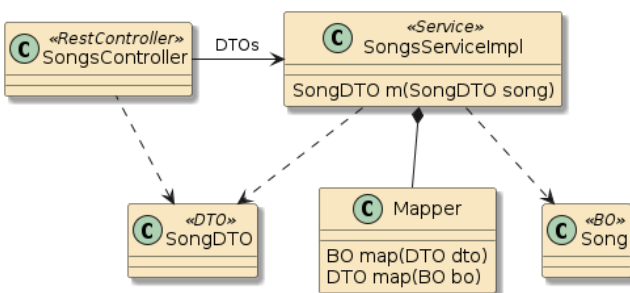 C «RestController»
SongsController
DTOs
C «Service»
SongsServiceImpl
SongDTO m(SongDTO song)
C «DTO»
SongDTO
C Mapper
BO map(DTO dto)
DTO map(BO bo)
C «BO»
Song